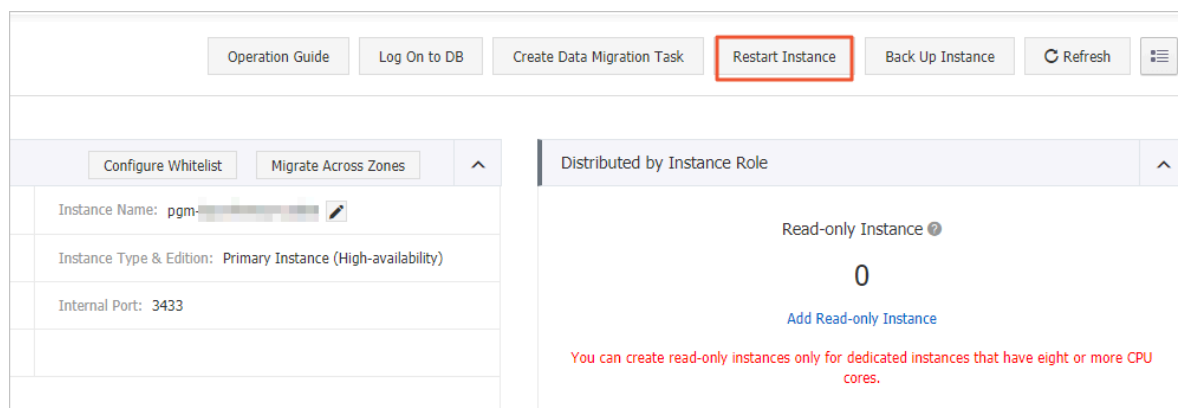 Operation Guide Log On to DB Create Data Migration Task Restart Instance Back Up Instance Refresh
Configure Whitelist Migrate Across Zones
Distributed by Instance Role
Instance Name: pgm-
Instance Type & Edition: Primary Instance (High-availability)
Internal Port: 3433
Read-only Instance
0
Add Read-only Instance
You can create read-only instances only for dedicated instances that have eight or more CPU
cores.